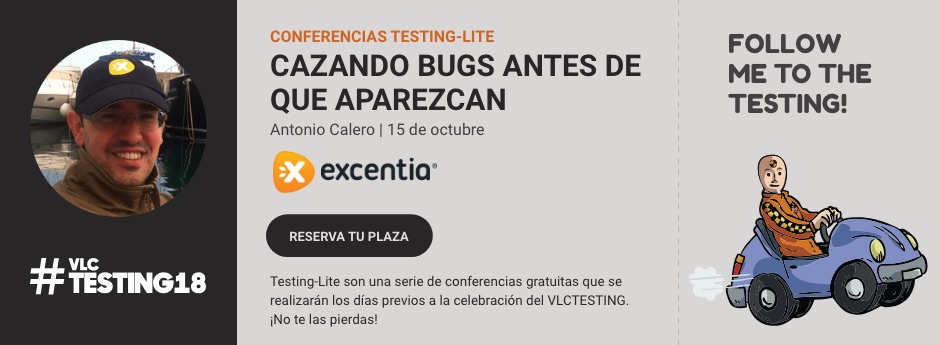 CONFERENCIAS TESTING-LITE
CAZANDO BUGS ANTES DE
QUE APAREZCAN
Antonio Calero | 15 de octubre
excentia®
RESERVA TU PLAZA
Testing-Lite son una serie de conferencias gratuitas que se
realizarán los días previos a la celebración del VLCTESTING.
¡No te las pierdas!
#VLC
TESTING18
FOLLOW
ME TO THE
TESTING!